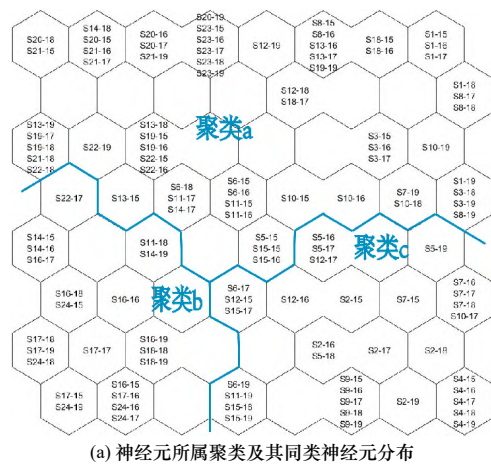 S20-18
S21-15
S14-18
S20-15
S21-16
S21-17
S20-16
S20-17
S21-19
S20-19
S23-15
S23-16
S23-17
S23-18
S23-19
S12-19
S8-15
S8-16
S13-16
S13-17
S19-19
S18-15
S18-16
S1-15
S1-16
S1-17
S12-18
S18-17
S1-18
S8-17
S8-18
S13-19
S19-17
S19-18
S21-18
S22-18
S22-19
S13-18
S19-15
S19-16
S22-15
S22-16
聚类a
S3-15
S3-16
S3-17
S10-19
S22-17
S13-15
S6-18
S11-17
S14-17
S6-15
S6-16
S11-15
S11-16
S10-15
S10-16
S7-19
S10-18
S1-19
S3-18
S3-19
S8-19
S14-15
S14-16
S16-17
S11-18
S14-19
S5-15
S15-15
S15-16
S5-16
S5-17
S12-17
聚类c
S5-19
S16-18
S24-15
S16-16
聚类b
S6-17
S12-15
S15-17
S12-16
S2-15
S7-15
S7-16
S7-17
S7-18
S10-17
S17-18
S17-19
S24-18
S17-17
S16-19
S18-18
S18-19
S2-16
S5-18
S2-17
S2-18
S17-15
S24-19
S16-15
S17-16
S24-16
S24-17
S6-19
S11-19
S15-15
S15-19
S9-15
S9-16
S9-17
S9-18
S9-19
S2-19
S4-15
S4-16
S4-17
S4-18
S4-19
(a) 神经元所属聚类及其同类神经元分布